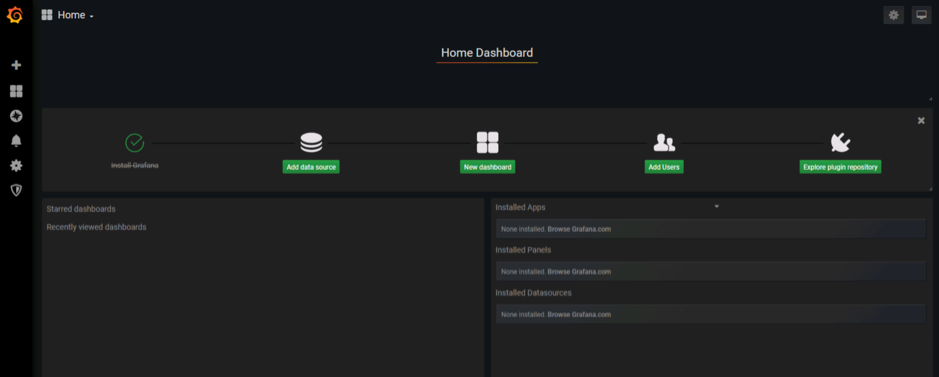 Home
Home Dashboard
Install Grafana
Add data source
New dashboard
Add Users
Explore plugin repository
Starred dashboards
Recently viewed dashboards
Installed Apps
None installed. Browse Grafana.com
Installed Panels
None installed. Browse Grafana.com
Installed Datasources
None installed. Browse Grafana.com